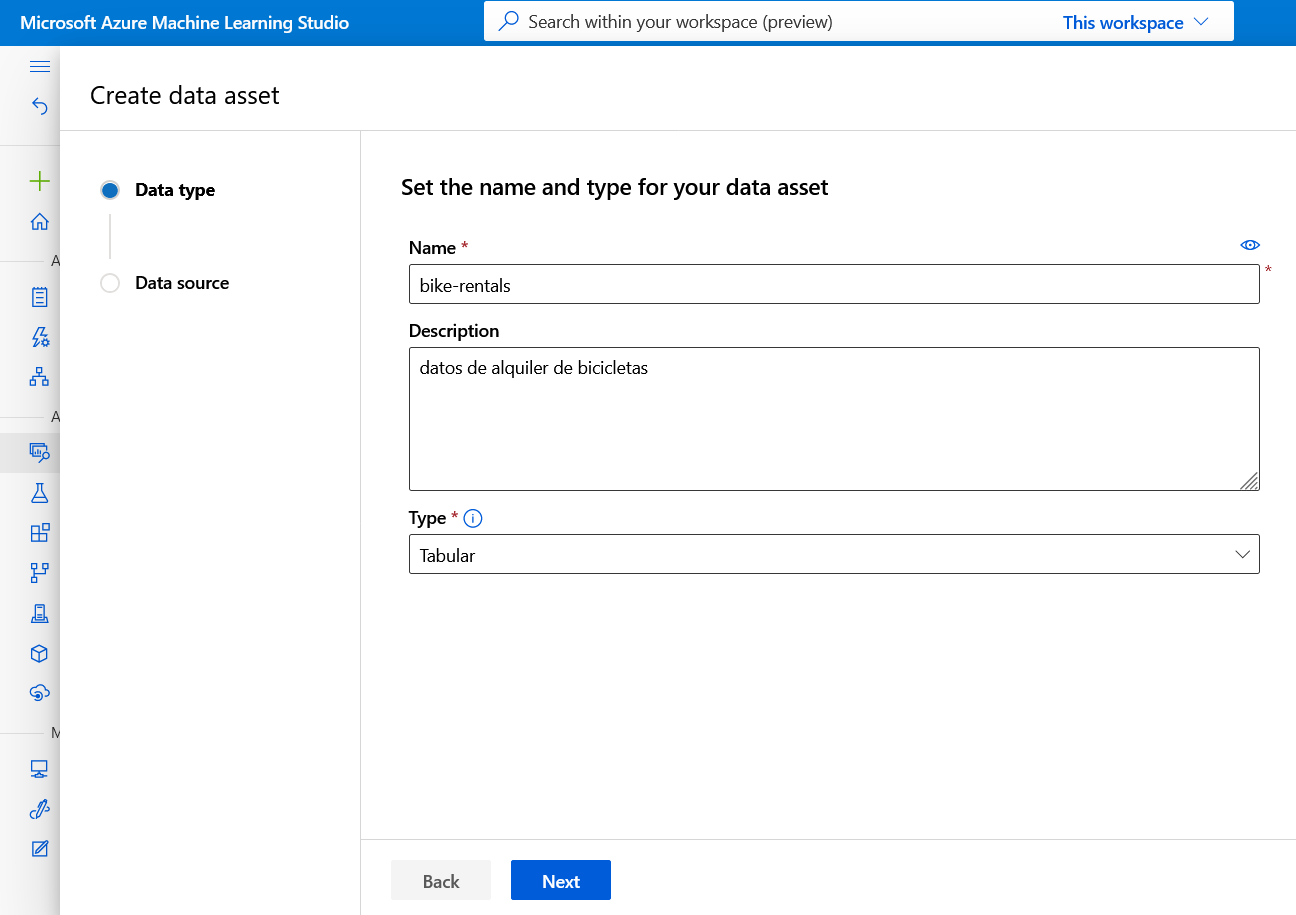 Microsoft Azure Machine Learning Studio
Search within your workspace (preview)
This workspace
Create data asset
A
A
M
Data type
Data source
Set the name and type for your data asset
Name *
*
bike-rentals
Description
datos de alquiler de bicicletas
Type *
Tabular
Back
Next